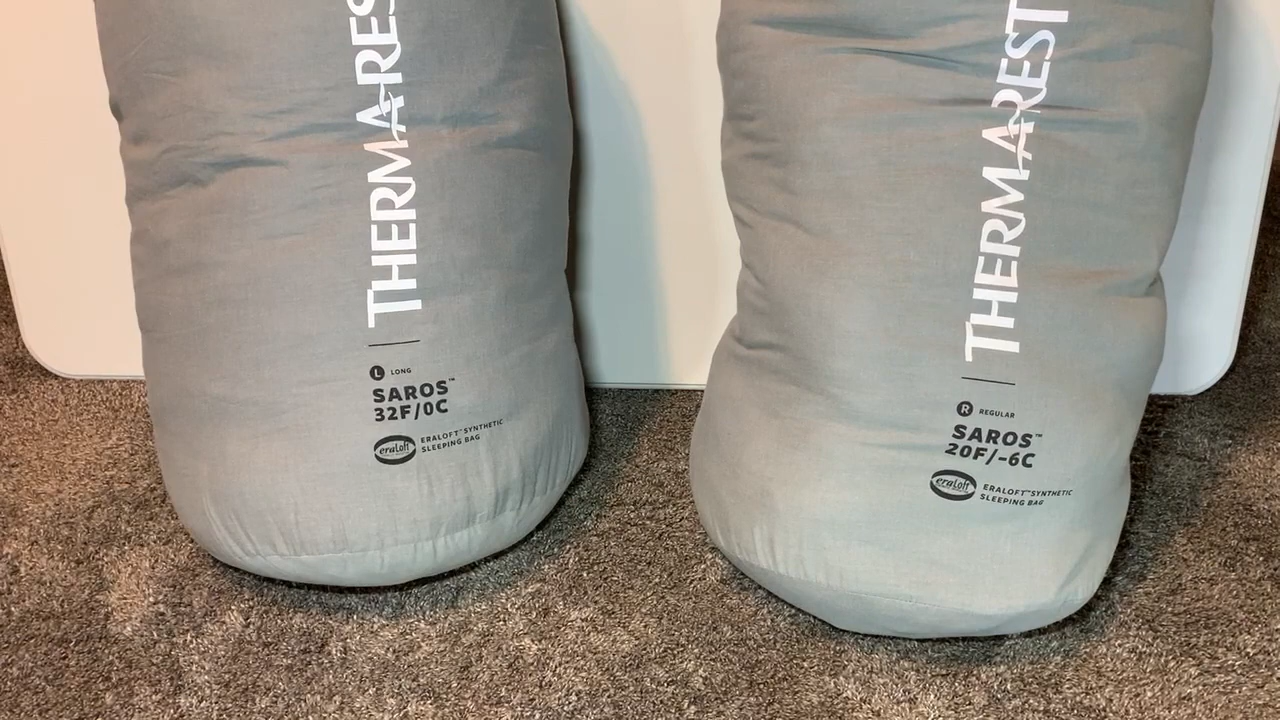 THERMAREST
L LONG
SAROS™
32F/0C
eraLoft
ERALOFT™ SYNTHETIC
SLEEPING BAG
THERMAREST
R REGULAR
SAROS™
20F/-6C
eraLoft
ERALOFT™ SYNTHETIC
SLEEPING BAG